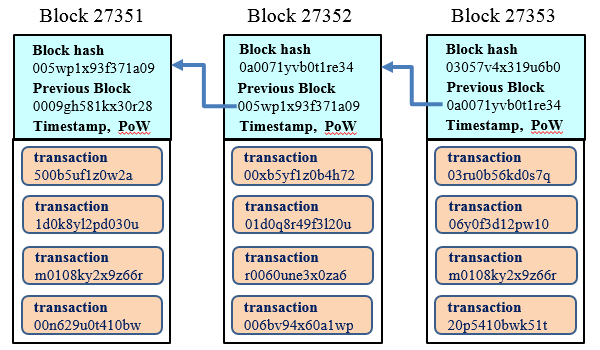 Block 27351
Block hash
005wp1x93f371a09
Previous Block
0009gh581kx30r28
Timestamp, PoW
transaction
500b5uf1z0w2a
transaction
1d0k8yl2pd030u
transaction
m0108ky2x9z66r
transaction
00n629u0t410bw
Block 27352
Block hash
0a0071yvb0t1re34
Previous Block
005wp1x93f371a09
Timestamp, PoW
transaction
00xb5yf1z0b4h72
transaction
01d0q8r49f3l20u
transaction
r0060une3x0za6
transaction
006bv94x60a1wp
Block 27353
Block hash
03057v4x319u6b0
Previous Block
0a0071yvb0t1re34
Timestamp, PoW
transaction
03ru0b56kd0s7q
transaction
06y0f3d12pw10
transaction
m0108ky2x9z66r
transaction
20p5410bwk51t